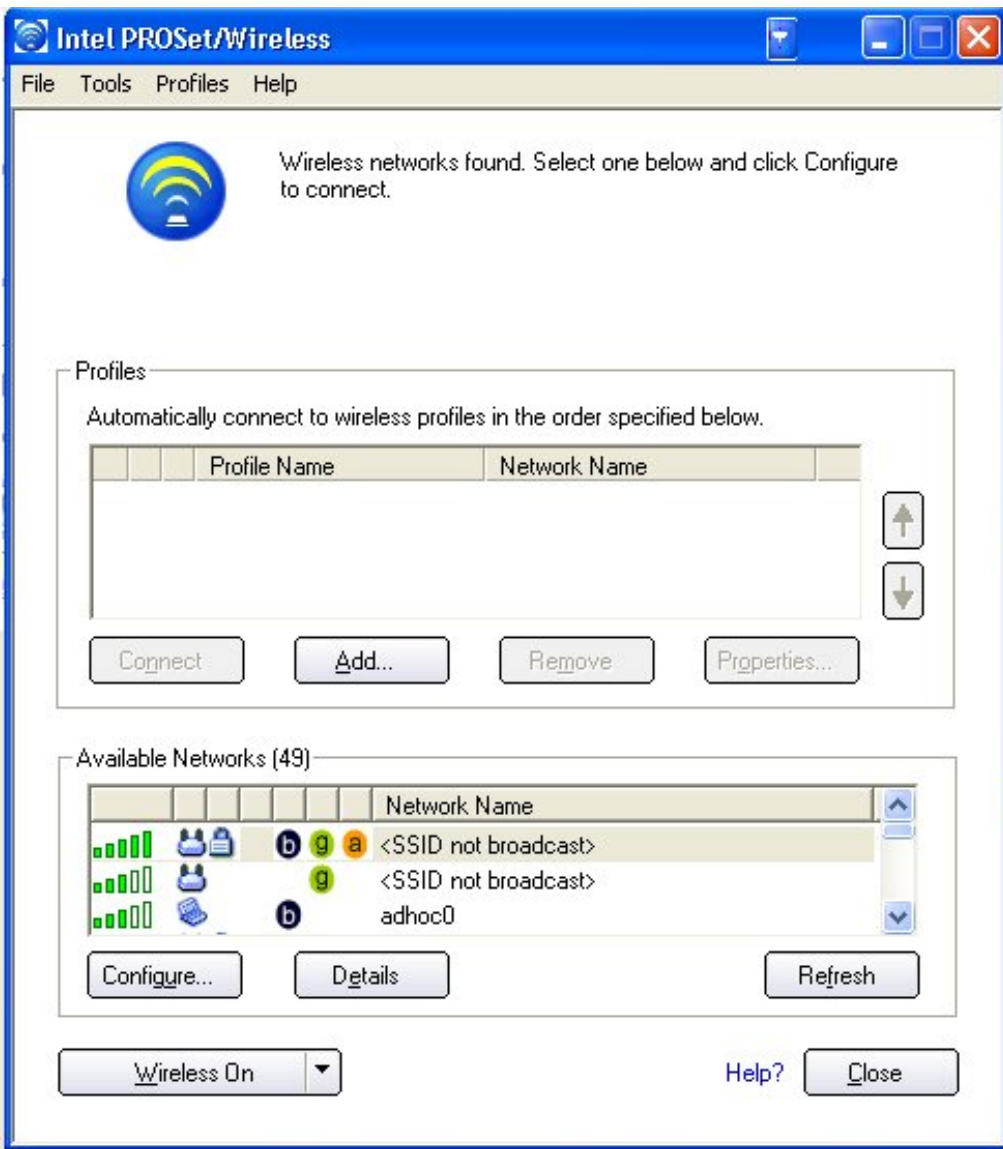 Intel PROSet/Wireless
File Tools Profiles Help
Wireless networks found. Select one below and click Configure
to connect.
Profiles
Automatically connect to wireless profiles in the order specified below.
Profile Name Network Name
Connect Add... Remove Properties...
Available Networks (49)
Network Name
b g a <SSID not broadcast>
g <SSID not broadcast>
b adhoc0
Configure... Details Refresh
Wireless On Help? Close